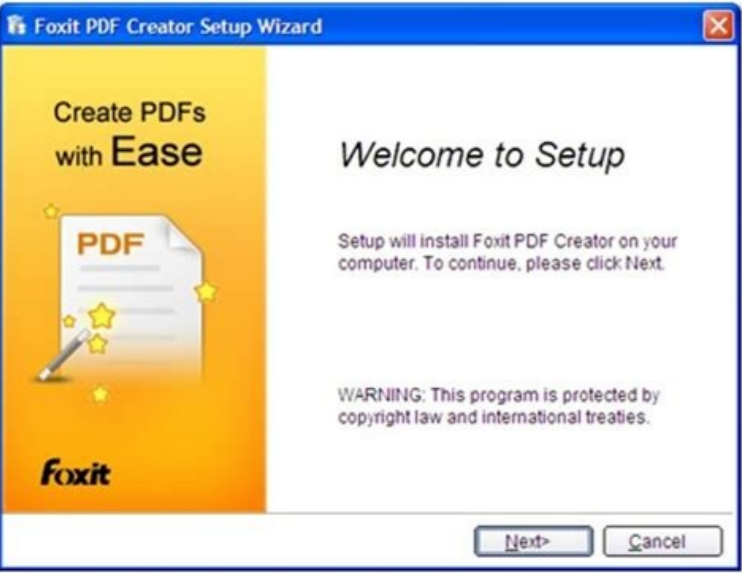 Foxit PDF Creator Setup Wizard
Create PDFs
with Ease
PDF
foxit
Welcome to Setup
Setup will install Foxit PDF Creator on your
computer. To continue, please click Next.
WARNING: This program is protected by
copyright law and international treaties.
Next>
Cancel